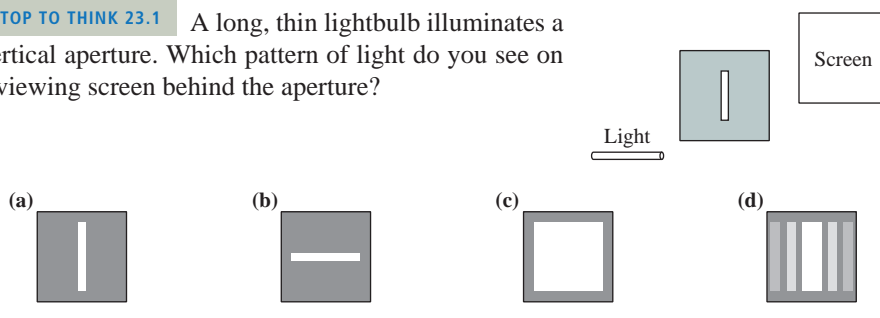 TOP TO THINK 23.1 A long, thin lightbulb illuminates a
ertical aperture. Which pattern of light do you see on
viewing screen behind the aperture?
Screen
Light
(a) (b) (c) (d)